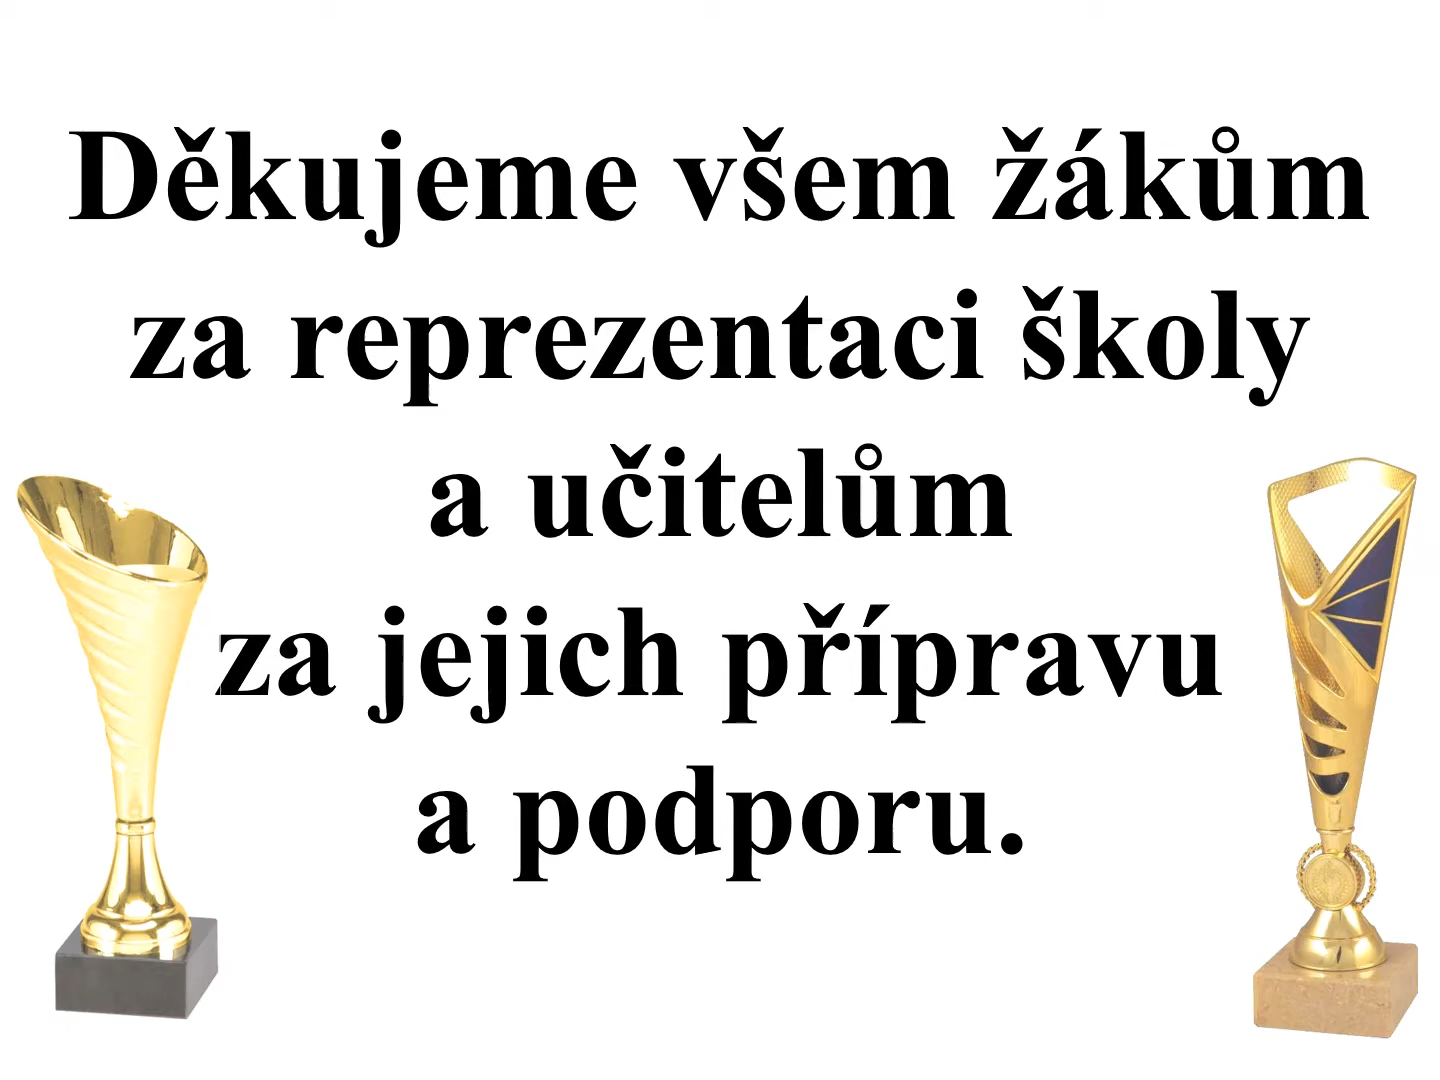 Děkujeme všem žákům
za reprezentaci školy
a učitelům
za jejich přípravu
a podporu.